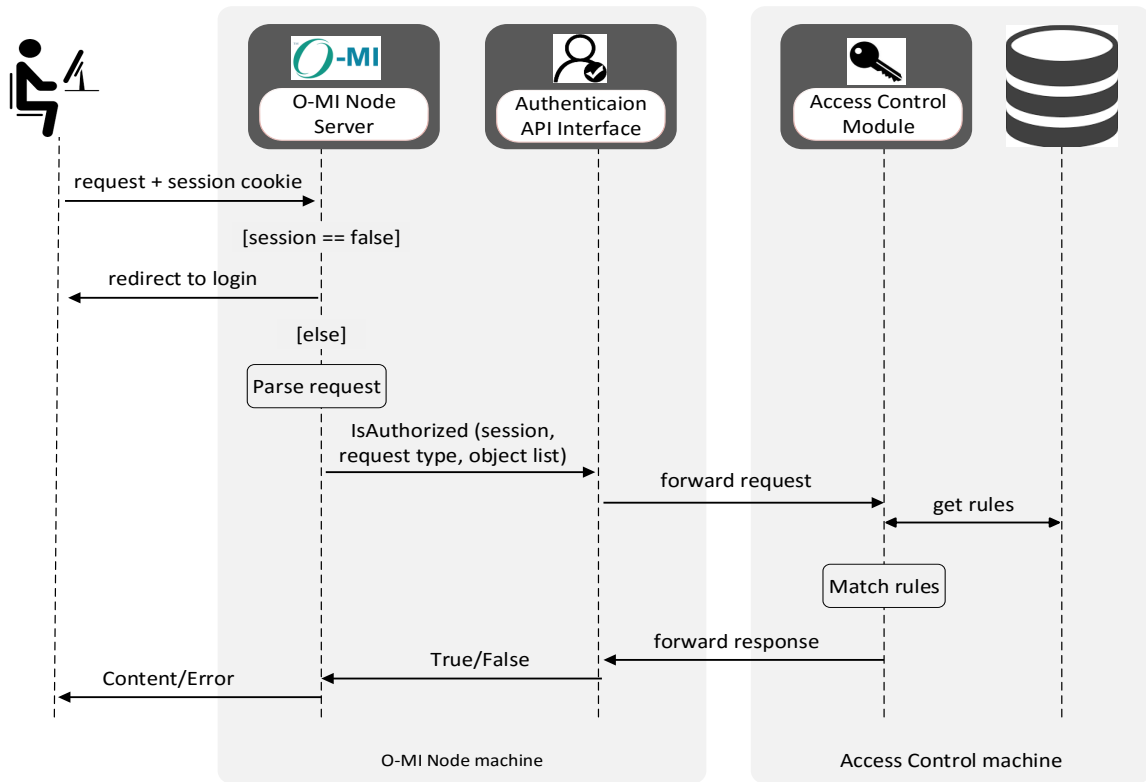 O-MI
O-MI Node
Server
Authenticaion
API Interface
Access Control
Module
request + session cookie
[session == false]
redirect to login
[else]
Parse request
IsAuthorized (session,
request type, object list)
forward request
get rules
Match rules
forward response
True/False
Content/Error
O-MI Node machine
Access Control machine